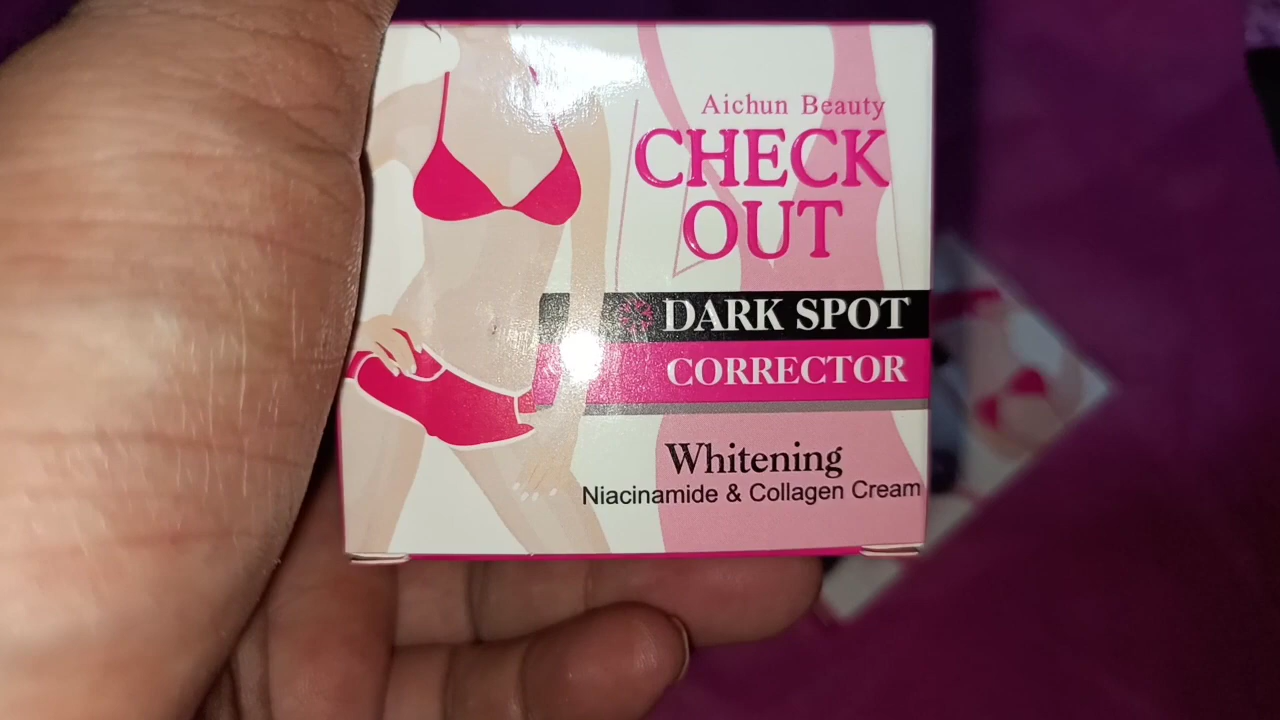 Aichun Beauty
CHECK
OUT
DARK SPOT
CORRECTOR
Whitening
Niacinamide & Collagen Cream